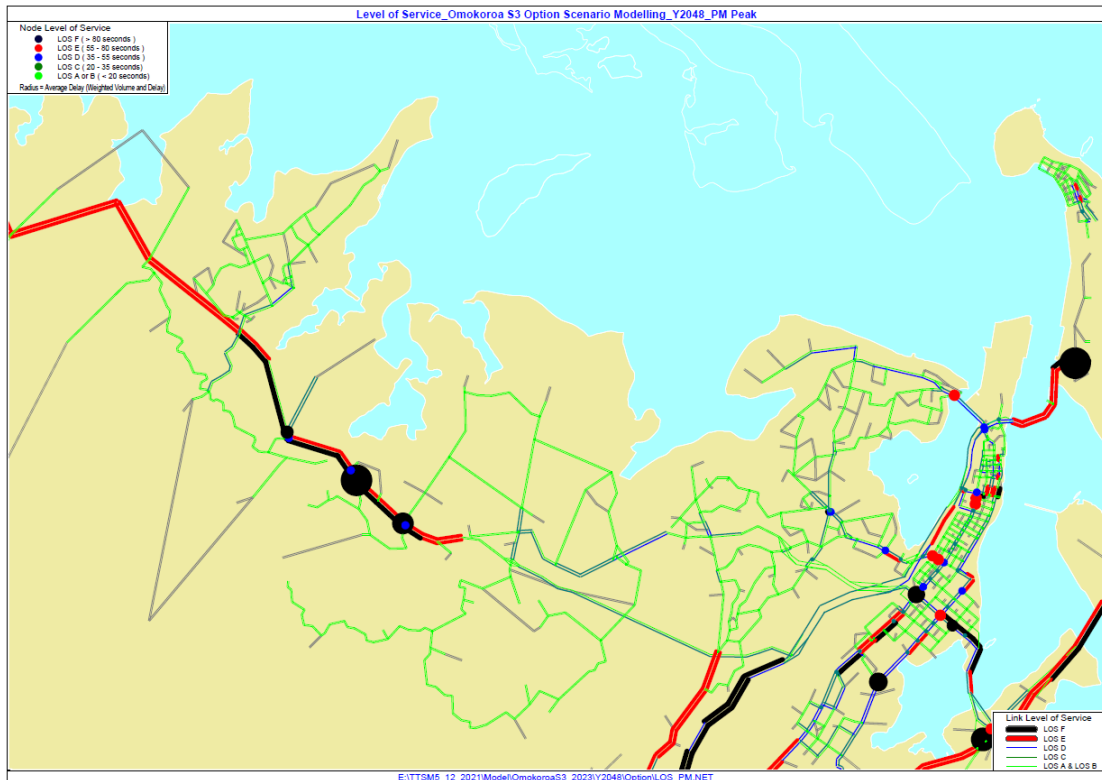 Level of Service_Omokoroa S3 Option Scenario Modelling_Y2048_PM Peak
Node Level of Service
LOS F ( > 80 seconds )
LOS E ( 55 - 80 seconds )
LOS D ( 35 - 55 seconds )
LOS C ( 20 - 35 seconds)
LOS A or B ( < 20 seconds)
Radius = Average Delay (Weighted Volume and Delay)
Link Level of Service
LOS F
LOS E
LOS D
LOS C
LOS A & LOS B
E:\TTSM5_12_2021\Model\OmokoroaS3_2023\Y2048\Option\LOS_PM.NET